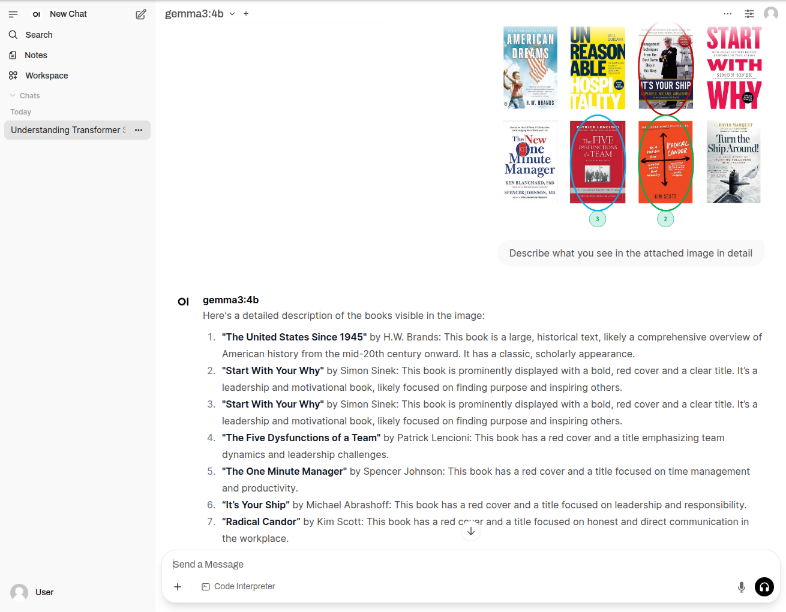 New Chat
Search
Notes
Workspace
Chats
Today
Understanding Transformer S
gemma3:4b
AMERICAN
DREAMS
H. W. BRANDS
UN
REASON
ABLE
HOSPI
TALITY
IT'S YOUR SHIP
START
WITH
SIMON SINEK
WHY
The New
One
Minute
Manager
KEN BLANCHARD, PhD
SPENCER JOHNSON, MD
PATRICK LENCIONI
The FIVE
DYSFUNCTIONS
of a TEAM
RADICAL
CANDOR
KIM SCOTT
Turn the
Ship Around!
3
2
Describe what you see in the attached image in detail
OI
gemma3:4b
Here's a detailed description of the books visible in the image:
1. "The United States Since 1945" by H.W. Brands: This book is a large, historical text, likely a comprehensive overview of
American history from the mid-20th century onward. It has a classic, scholarly appearance.
2. "Start With Your Why" by Simon Sinek: This book is prominently displayed with a bold, red cover and a clear title. It's a
leadership and motivational book, likely focused on finding purpose and inspiring others.
3. "Start With Your Why" by Simon Sinek: This book is prominently displayed with a bold, red cover and a clear title. It's a
leadership and motivational book, likely focused on finding purpose and inspiring others.
4. "The Five Dysfunctions of a Team" by Patrick Lencioni: This book has a red cover and a title emphasizing team
dynamics and leadership challenges.
5. "The One Minute Manager" by Spencer Johnson: This book has a red cover and a title focused on time management
and productivity.
6. "It's Your Ship" by Michael Abrashoff: This book has a red cover and a title focused on leadership and responsibility.
7. "Radical Candor" by Kim Scott: This book has a red cover and a title focused on honest and direct communication in
the workplace.
Send a Message
Code Interpreter
User